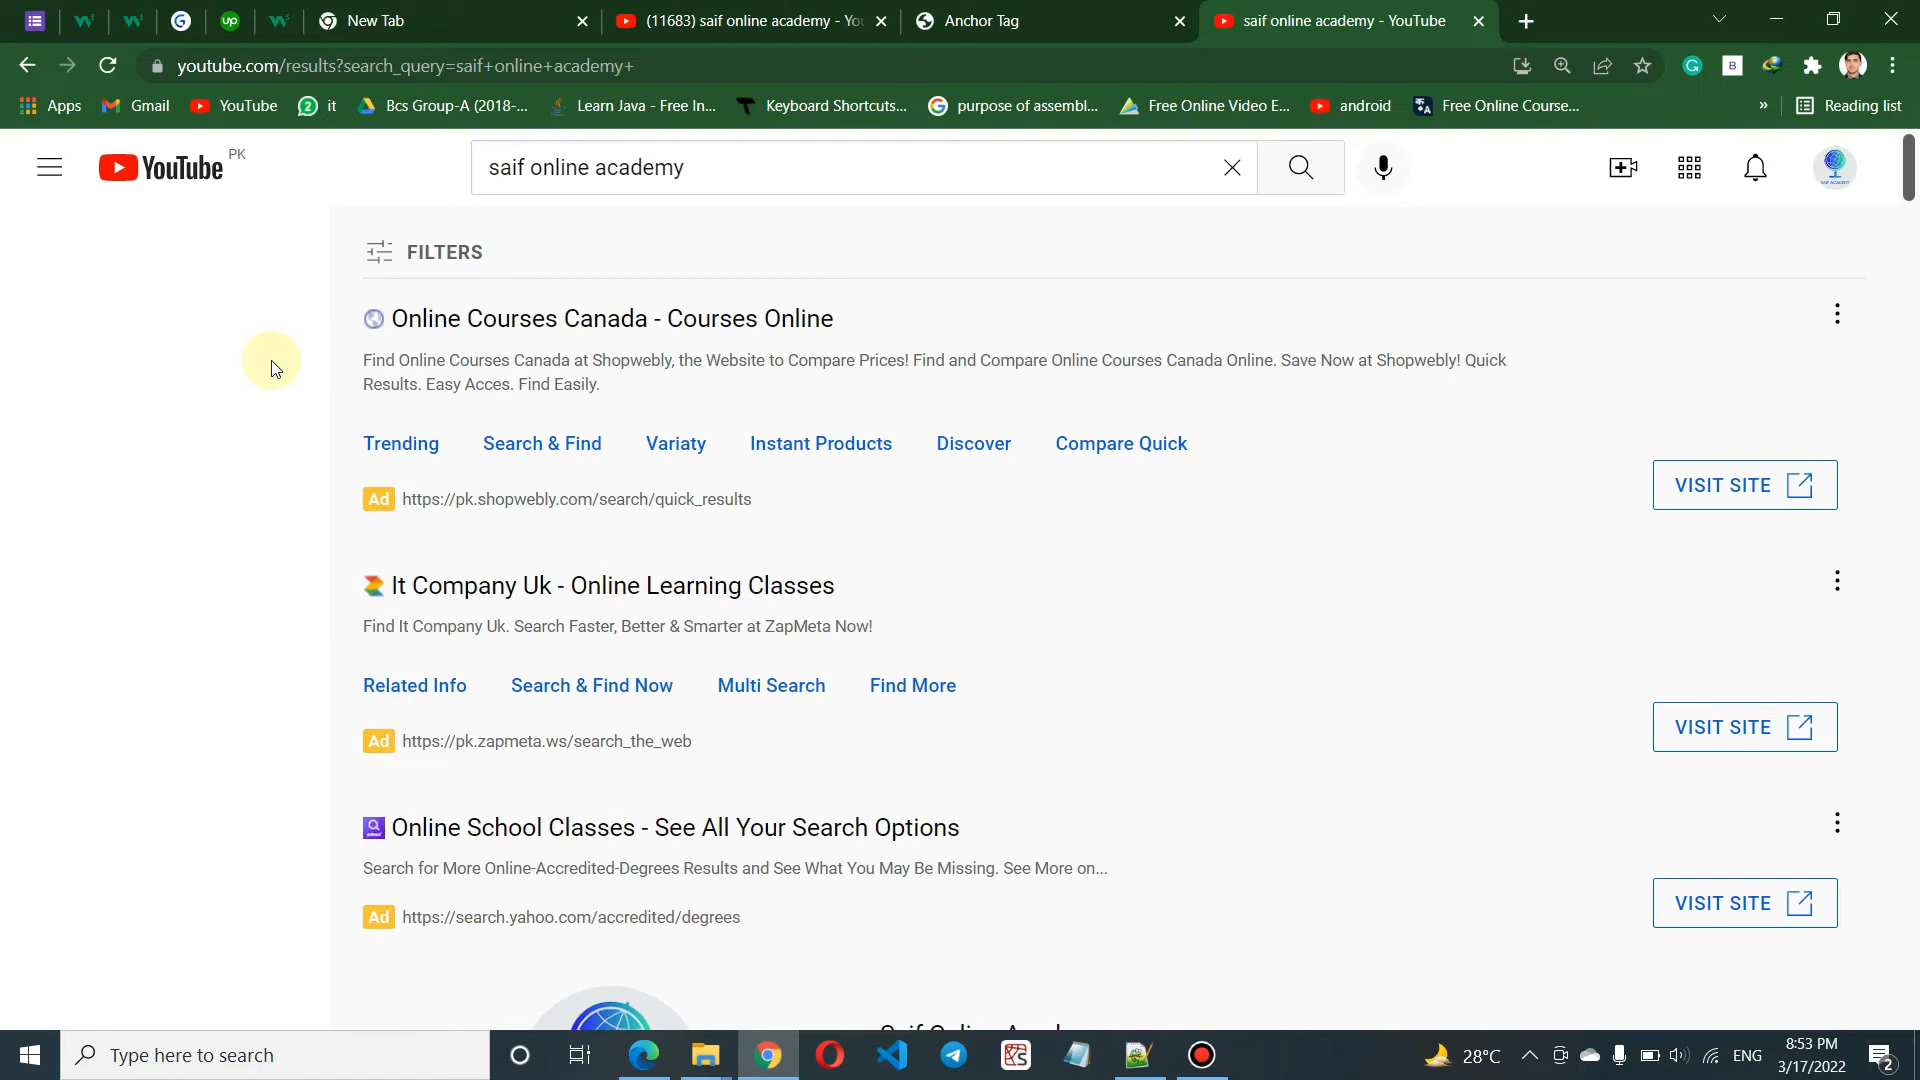 New Tab
(11683) saif online academy - Yo
Anchor Tag
saif online academy - YouTube
youtube.com/results?search_query=saif+online+academy+
Apps
Gmail
YouTube
it
Bcs Group-A (2018-...
Learn Java - Free In...
Keyboard Shortcuts...
purpose of assembl...
Free Online Video E...
android
Free Online Course...
»
Reading list
YouTube PK
saif online academy
FILTERS
Online Courses Canada - Courses Online
Find Online Courses Canada at Shopwebly, the Website to Compare Prices! Find and Compare Online Courses Canada Online. Save Now at Shopwebly! Quick
Results. Easy Acces. Find Easily.
Trending Search & Find Variaty Instant Products Discover Compare Quick
VISIT SITE
Ad https://pk.shopwebly.com/search/quick_results
It Company Uk - Online Learning Classes
Find It Company Uk. Search Faster, Better & Smarter at ZapMeta Now!
Related Info Search & Find Now Multi Search Find More
VISIT SITE
Ad https://pk.zapmeta.ws/search_the_web
Online School Classes - See All Your Search Options
Search for More Online-Accredited-Degrees Results and See What You May Be Missing. See More on...
VISIT SITE
Ad https://search.yahoo.com/accredited/degrees
Type here to search
28°C
ENG
8:53 PM
3/17/2022
2